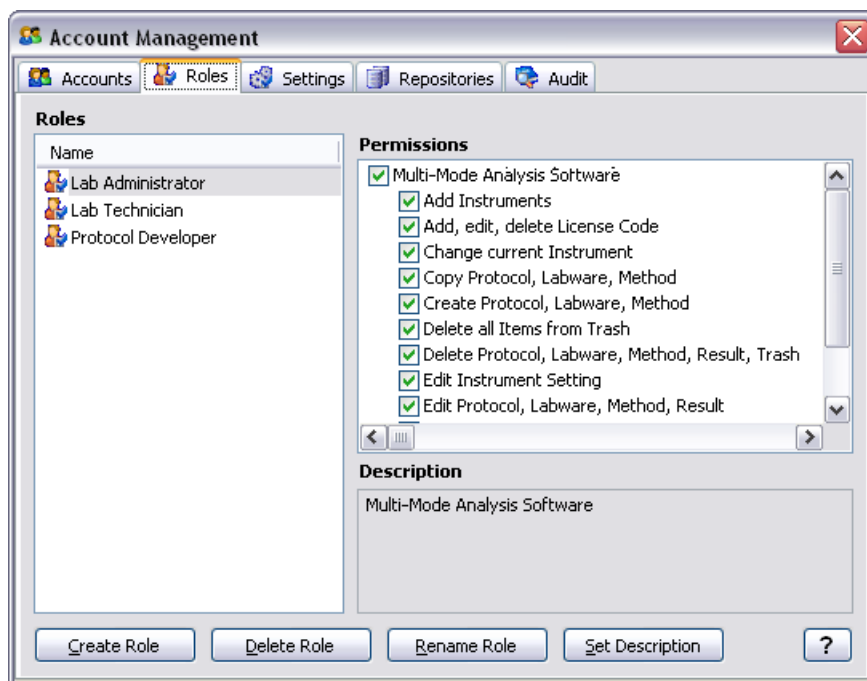 Account Management
Accounts Roles Settings Repositories Audit
Roles
Name
Lab Administrator
Lab Technician
Protocol Developer
Permissions
Multi-Mode Analysis Software
Add Instruments
Add, edit, delete License Code
Change current Instrument
Copy Protocol, Labware, Method
Create Protocol, Labware, Method
Delete all Items from Trash
Delete Protocol, Labware, Method, Result, Trash
Edit Instrument Setting
Edit Protocol, Labware, Method, Result
Description
Multi-Mode Analysis Software
Create Role Delete Role Rename Role Set Description ?